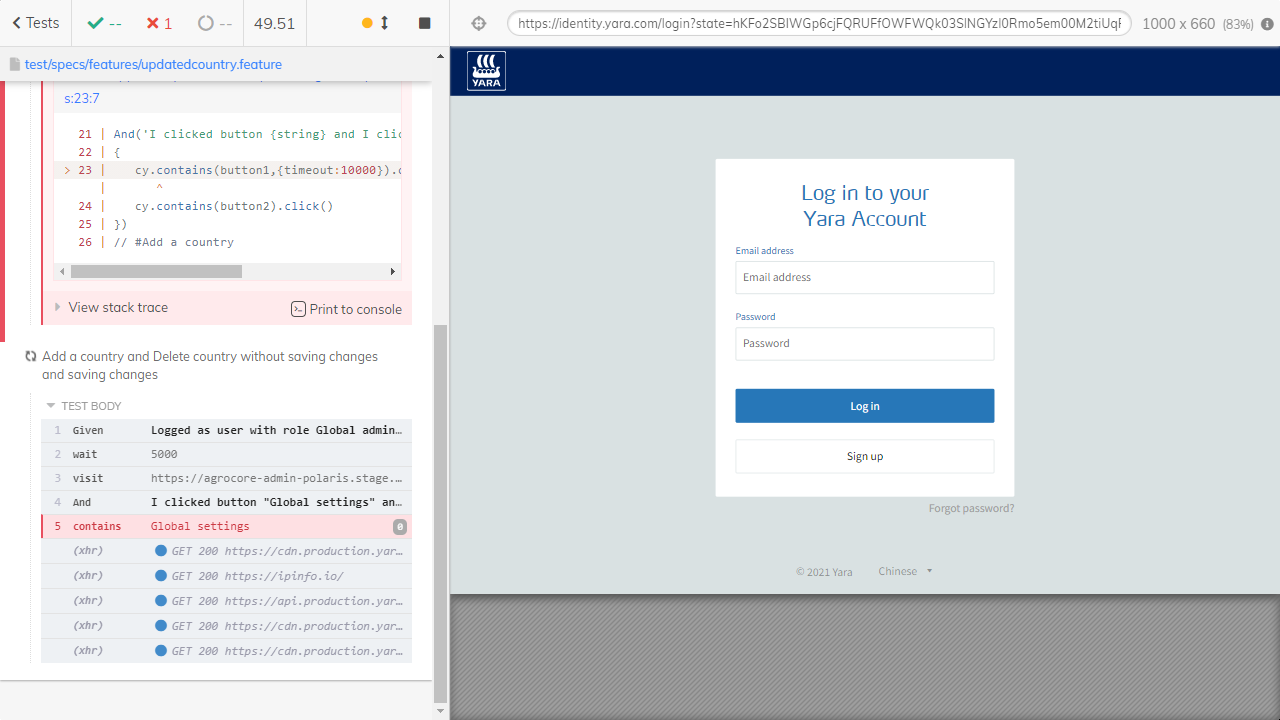 Tests
--
1
--
49.51
https://identity.yara.com/login?state=hKFo2SBIWGp6cjFQRUFfOWFWQk03SlNGYzl0Rmo5em00M2tiUqF
1000 x 660 (83%)
test/specs/features/updatedcountry.feature
s:23:7
21 | And('I clicked button {string} and I clic
22 | {
> 23 | cy.contains(button1,{timeout:10000}).c
| ^
24 | cy.contains(button2).click()
25 | })
26 | // #Add a country
View stack trace
Print to console
Add a country and Delete country without saving changes
and saving changes
TEST BODY
1 Given Logged as user with role Global admin…
2 wait 5000
3 visit https://agrocore-admin-polaris.stage.…
4 And I clicked button "Global settings" an…
5 contains Global settings 0
(xhr) GET 200 https://cdn.production.yar…
(xhr) GET 200 https://ipinfo.io/
(xhr) GET 200 https://api.production.yar…
(xhr) GET 200 https://cdn.production.yar…
(xhr) GET 200 https://cdn.production.yar…
YARA
Log in to your
Yara Account
Email address
Email address
Password
Password
Log in
Sign up
Forgot password?
© 2021 Yara
Chinese